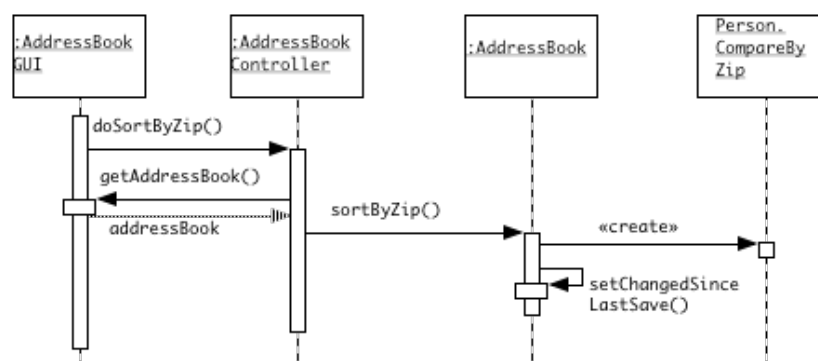 :AddressBook
GUI
:AddressBook
Controller
:AddressBook
Person.
CompareBy
Zip
doSortByZip()
getAddressBook()
addressBook
sortByZip()
«create»
setChangedSince
LastSave()